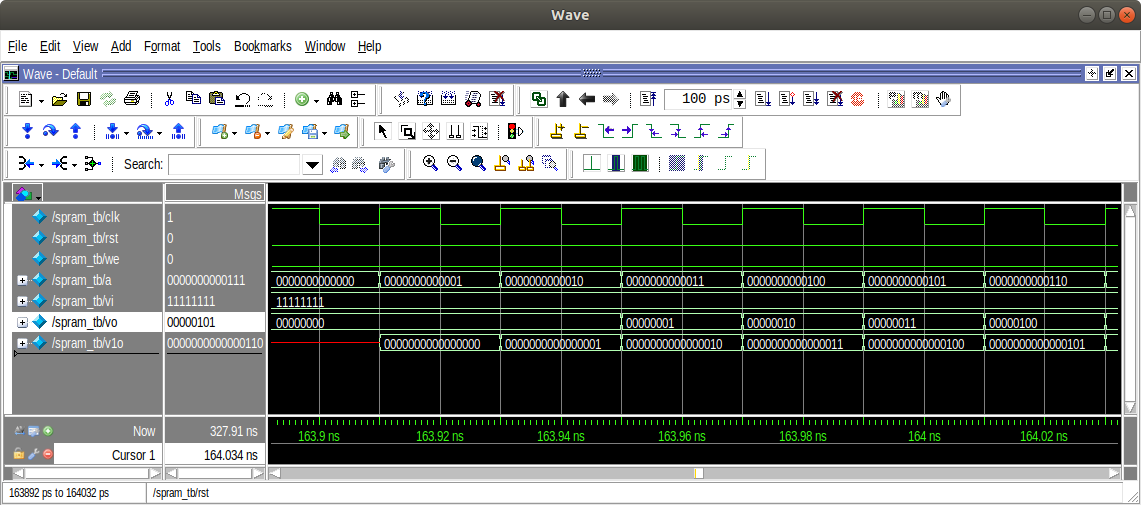 Wave
File Edit View Add Format Tools Bookmarks Window Help
Wave - Default
100 ps
Search:
Msgs
/spram_tb/clk 1
/spram_tb/rst 0
/spram_tb/we 0
/spram_tb/a 0000000000111 0000000000000 0000000000001 0000000000010 0000000000011 0000000000100 0000000000101 0000000000110
/spram_tb/vi 11111111 11111111
/spram_tb/vo 00000101 00000000 00000001 00000010 00000011 00000100
/spram_tb/v1o 0000000000000110 0000000000000000 0000000000000001 0000000000000010 0000000000000011 0000000000000100 0000000000000101
Now 327.91 ns 163.9 ns 163.92 ns 163.94 ns 163.96 ns 163.98 ns 164 ns 164.02 ns
Cursor 1 164.034 ns
163892 ps to 164032 ps /spram_tb/rst